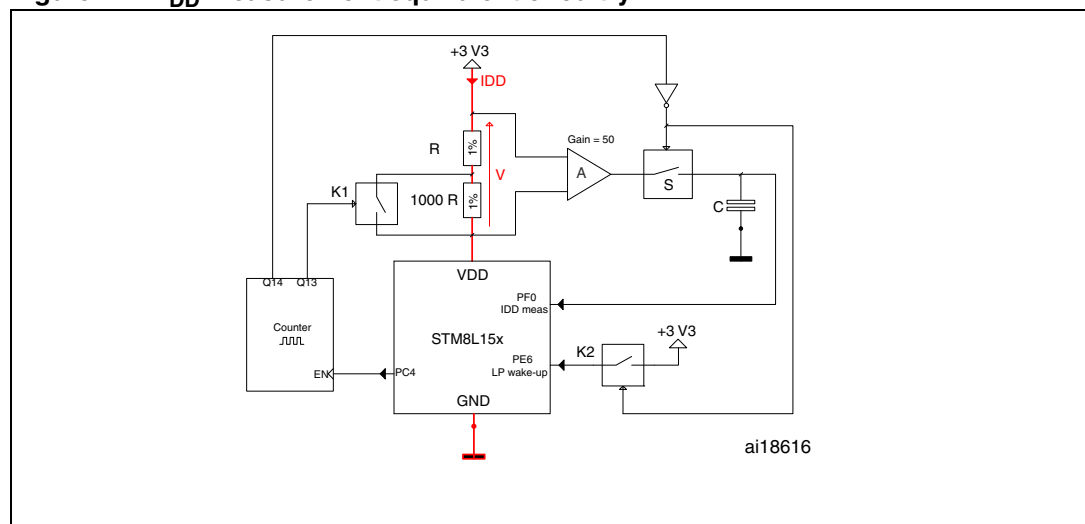 +3 V3
IDD
Gain = 50
R
1%
V
A
S
K1
1000 R
1%
C
VDD
Q14
Q13
PF0
IDD meas
Counter
STM8L15x
+3 V3
K2
PE6
LP wake-up
EN
PC4
GND
ai18616